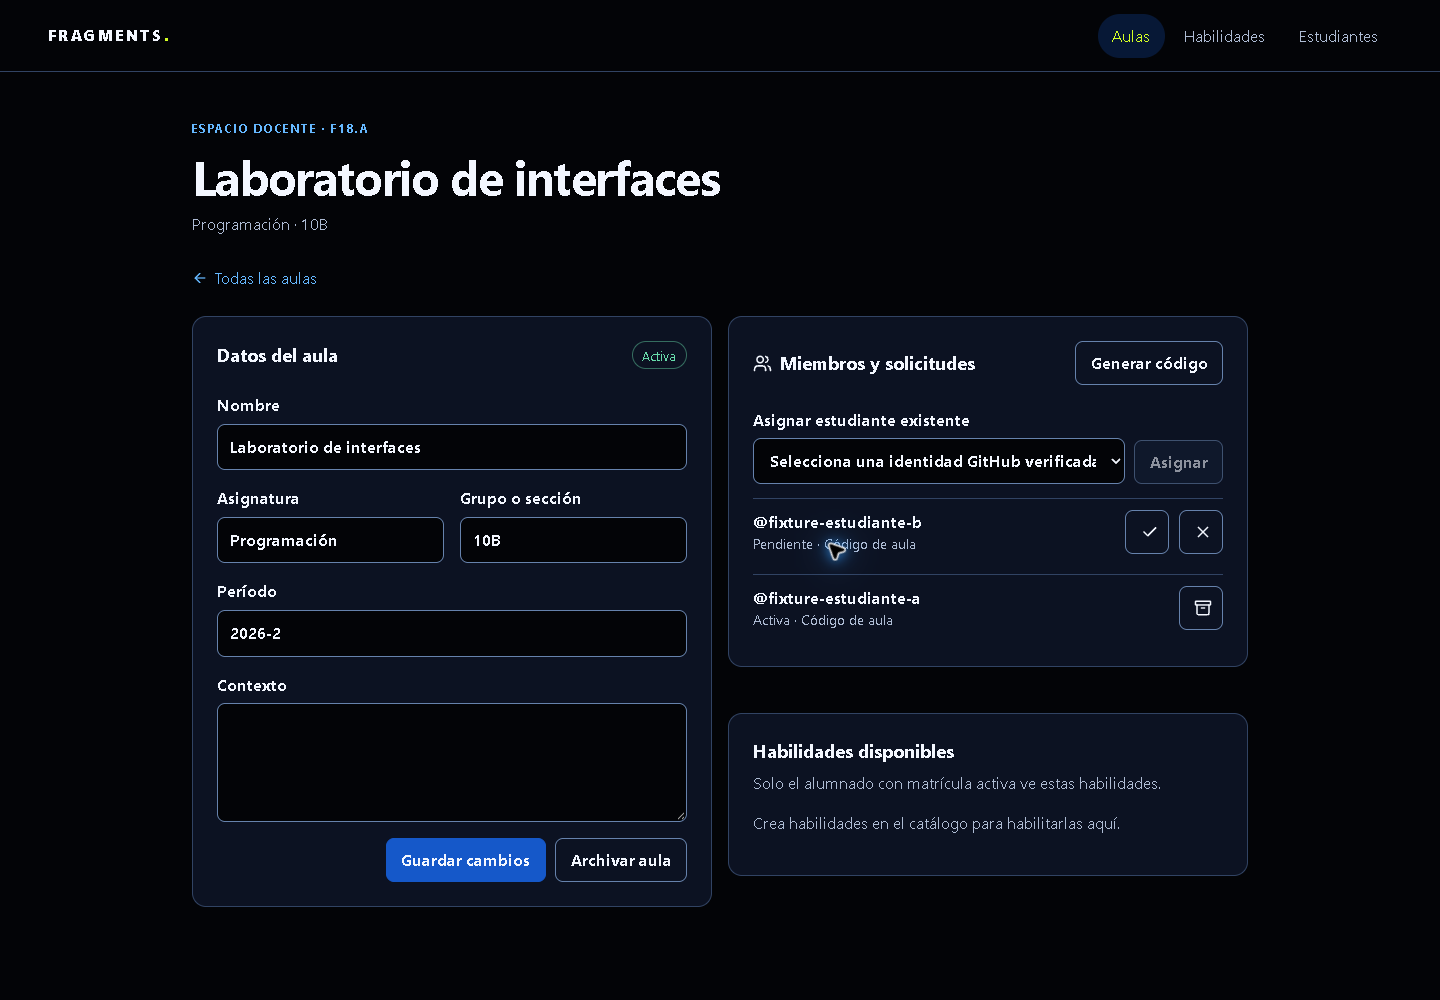 FRAGMENTS.
Aulas
Habilidades
Estudiantes
ESPACIO DOCENTE · F18.A
Laboratorio de interfaces
Programación · 10B
Todas las aulas
Datos del aula
Activa
Nombre
Laboratorio de interfaces
Asignatura
Grupo o sección
Programación
10B
Período
2026-2
Contexto
Guardar cambios
Archivar aula
Miembros y solicitudes
Generar código
Asignar estudiante existente
Selecciona una identidad GitHub verificada
Asignar
@fixture-estudiante-b
Pendiente · Código de aula
@fixture-estudiante-a
Activa · Código de aula
Habilidades disponibles
Solo el alumnado con matrícula activa ve estas habilidades.
Crea habilidades en el catálogo para habilitarlas aquí.